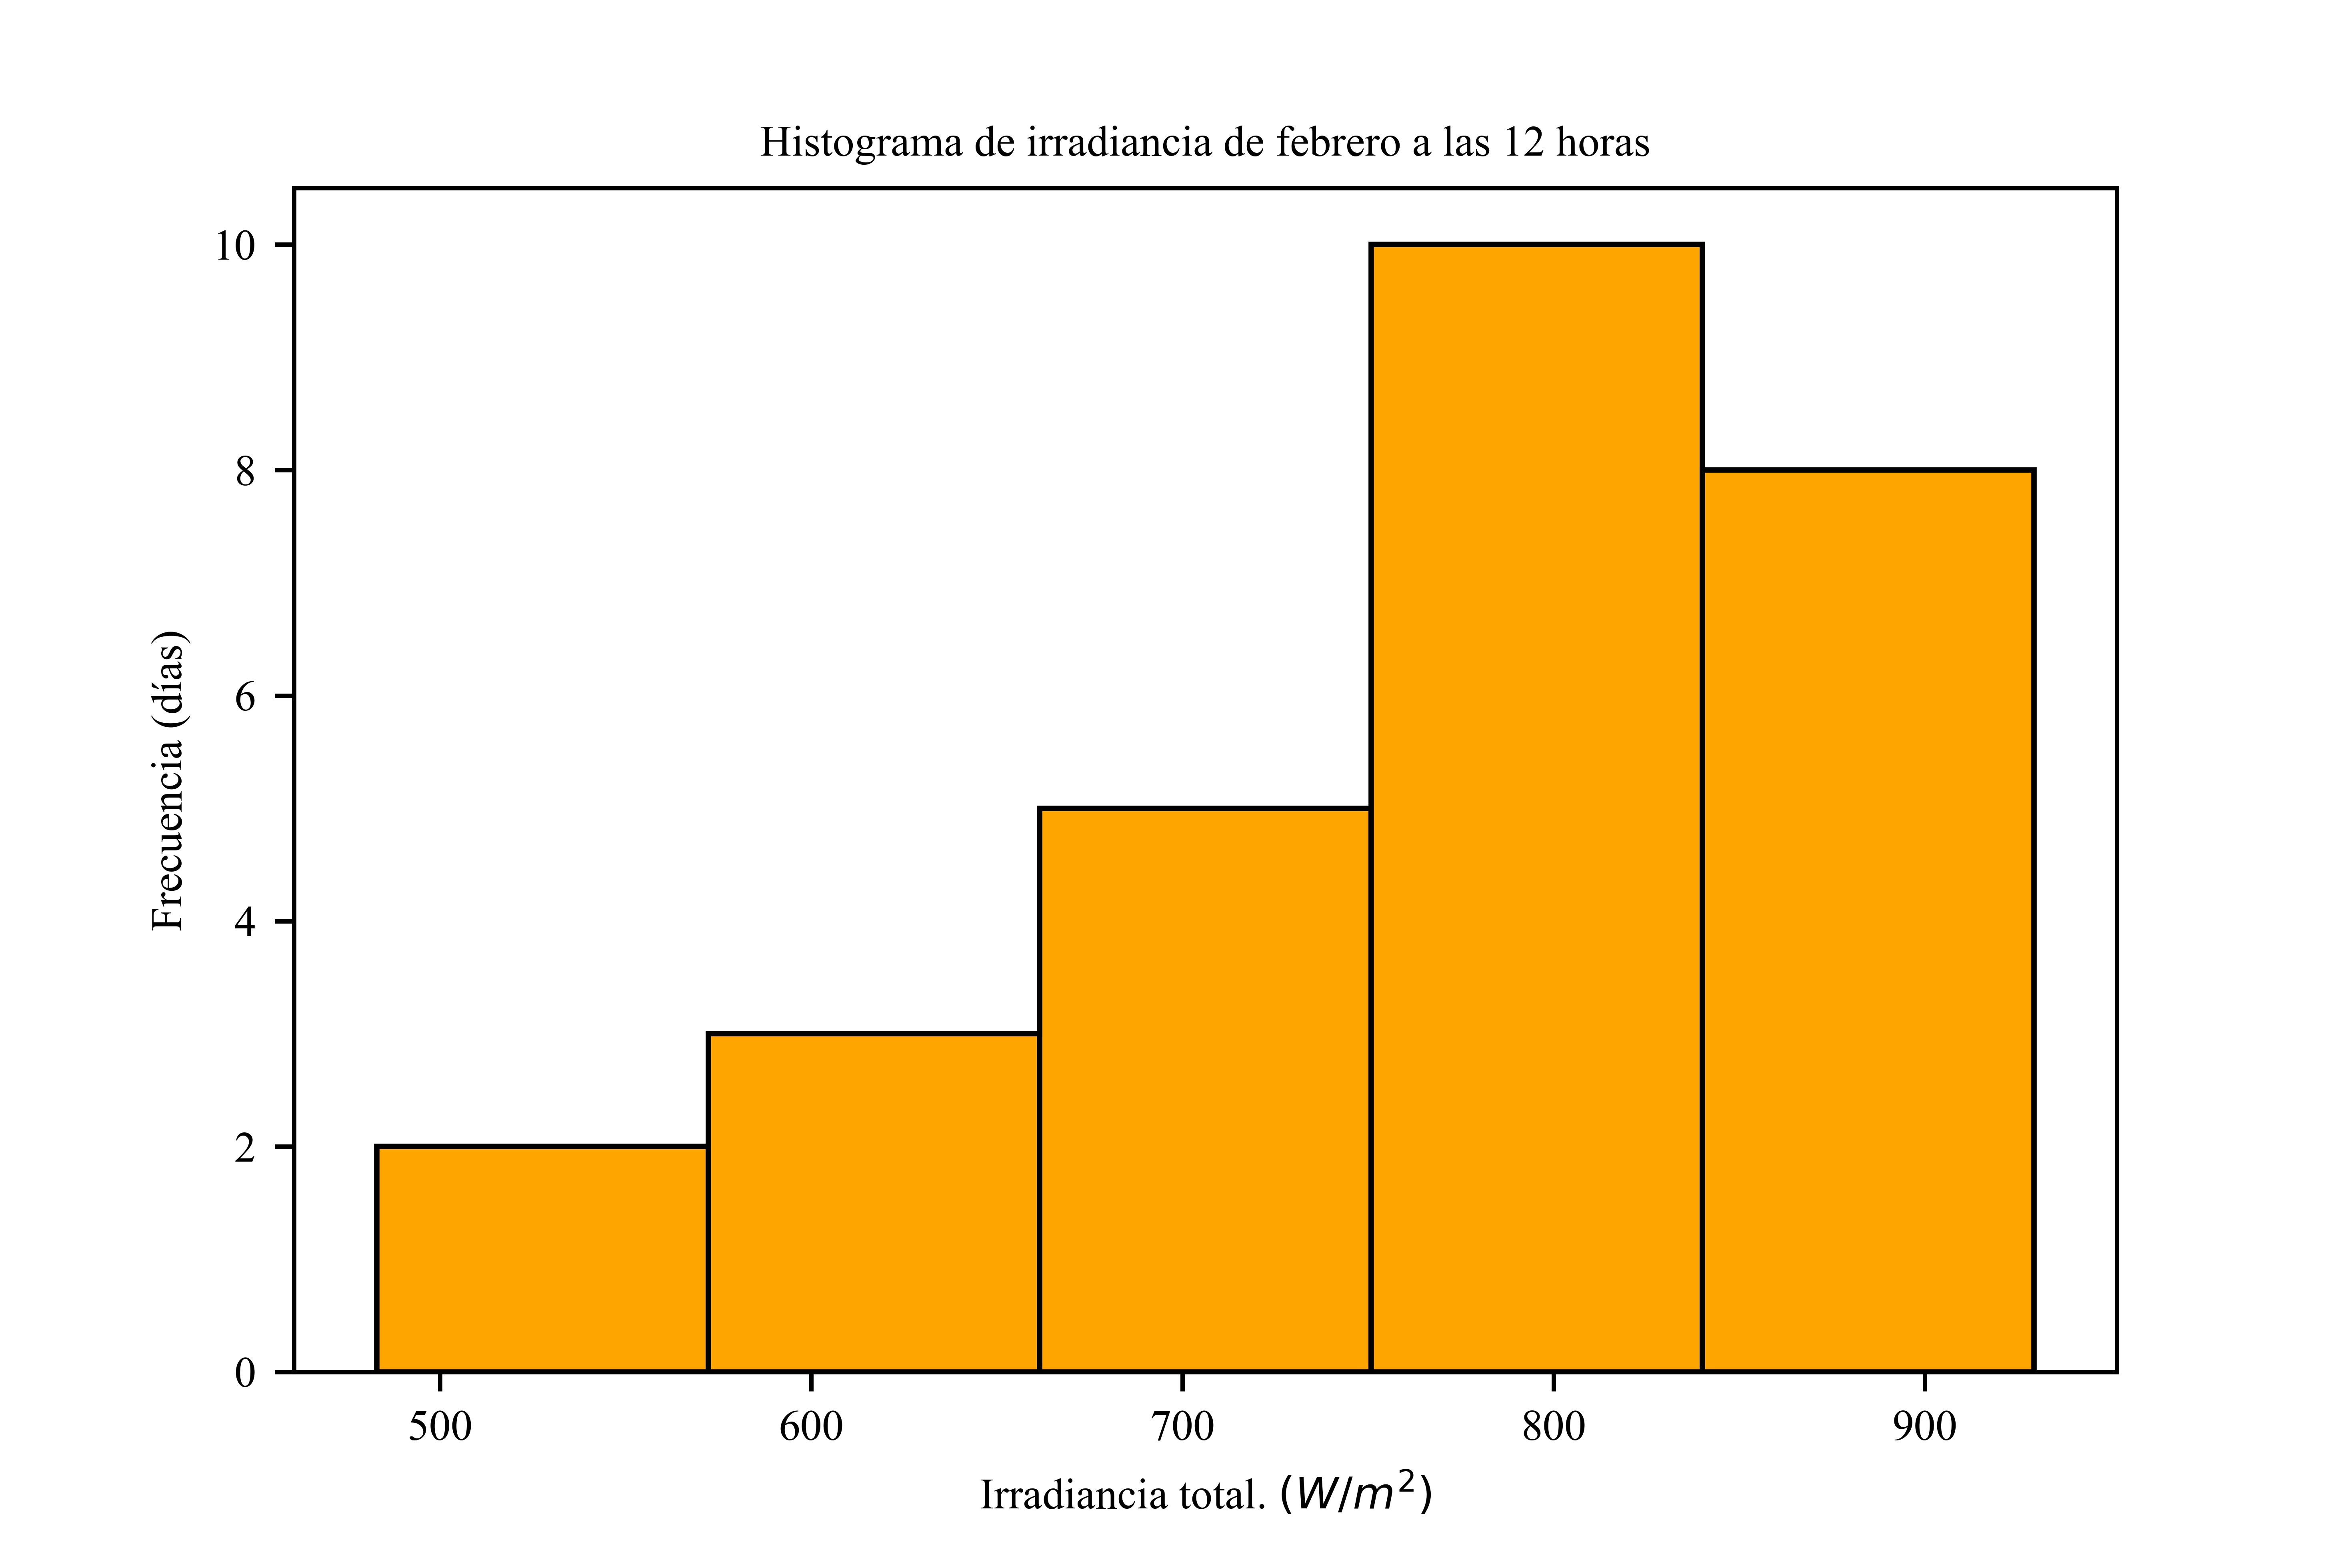 Histograma de irradiancia de febrero a las 12 horas
10
8
6
4
2
0
Frecuencia (días)
500 600 700 800 900
Irradiancia total. (W/m²)